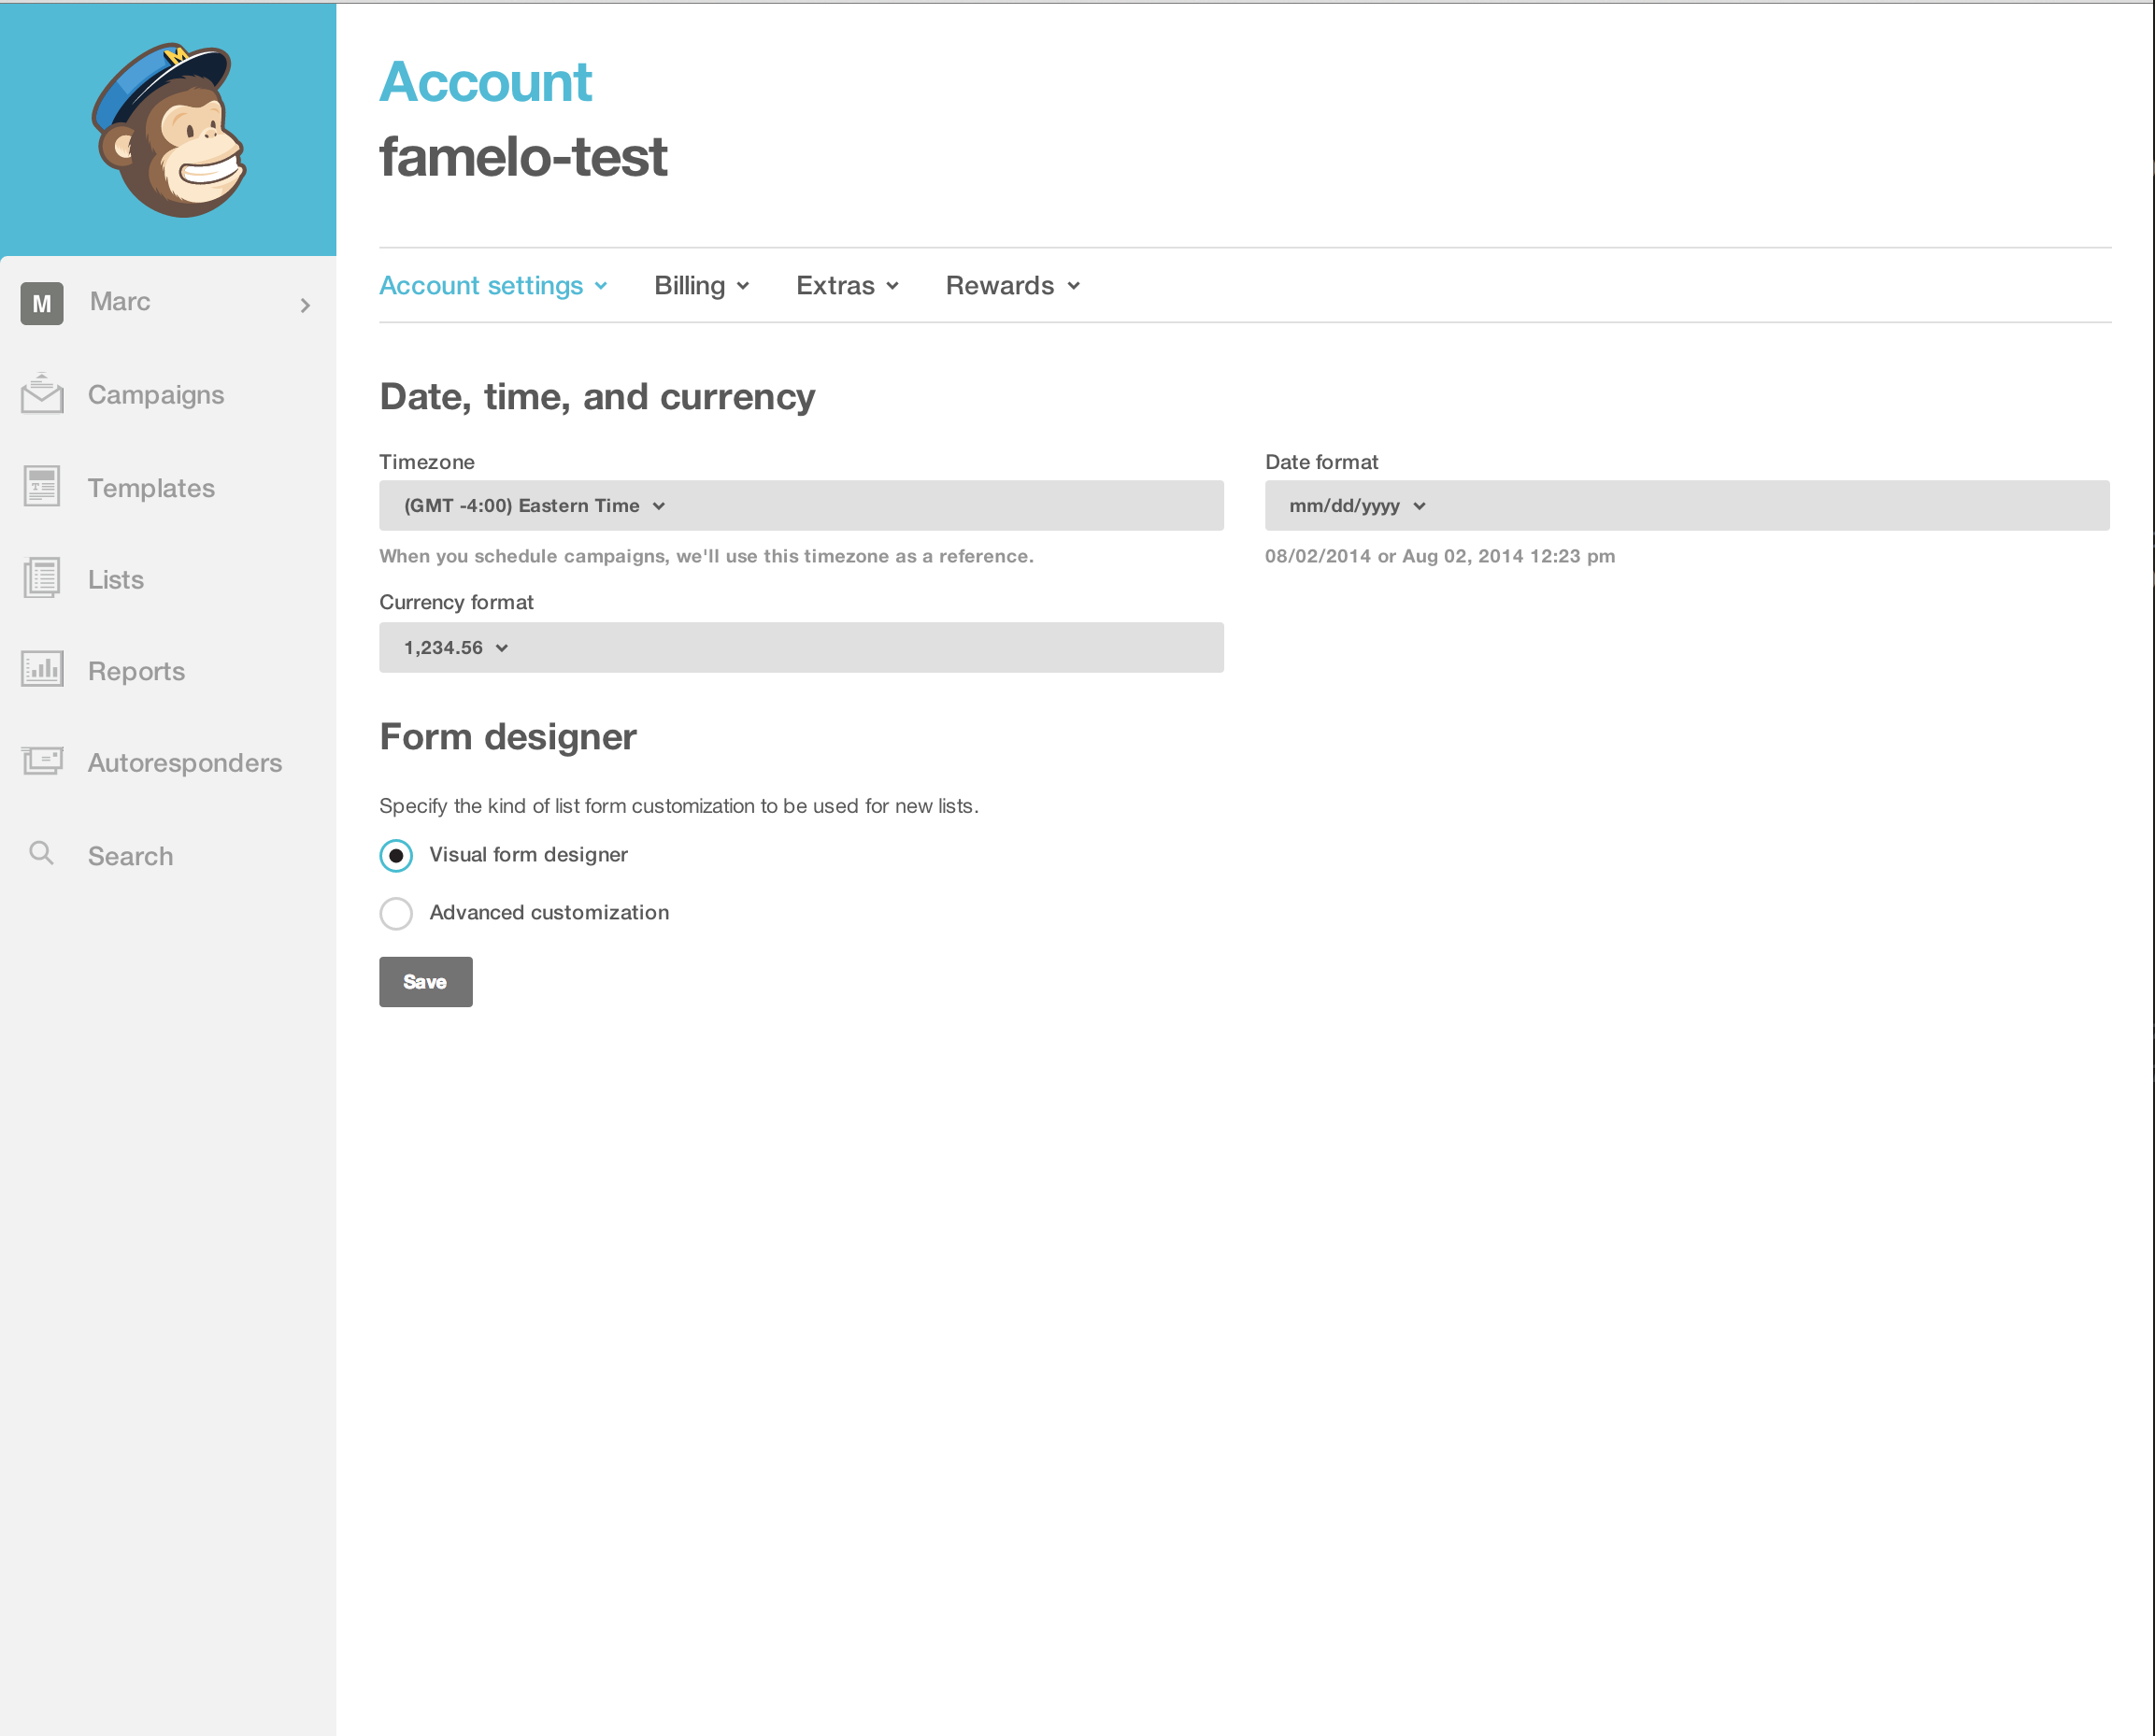 Account
famelo-test
M
Marc
Campaigns
Templates
Lists
Reports
Autoresponders
Search
Account settings Billing Extras Rewards
Date, time, and currency
Timezone
(GMT -4:00) Eastern Time
When you schedule campaigns, we'll use this timezone as a reference.
Date format
mm/dd/yyyy
08/02/2014 or Aug 02, 2014 12:23 pm
Currency format
1,234.56
Form designer
Specify the kind of list form customization to be used for new lists.
Visual form designer
Advanced customization
Save